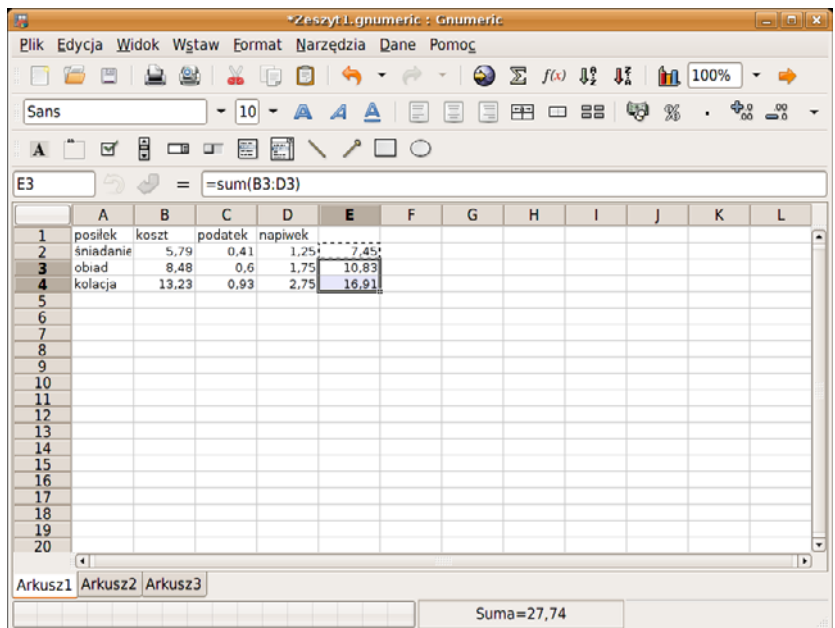 *Zeszyt1.gnumeric : Gnumeric
Plik Edycja Widok Wstaw Format Narzędzia Dane Pomoc
f(x) 100%
Sans 10 A A A % . .00 .00
A
E3 = =sum(B3:D3)
A B C D E F G H I J K L
1 posiłek koszt podatek napiwek
2 śniadanie 5,79 0,41 1,25 7,45
3 obiad 8,48 0,6 1,75 10,83
4 kolacja 13,23 0,93 2,75 16,91
5
6
7
8
9
10
11
12
13
14
15
16
17
18
19
20
Arkusz1 Arkusz2 Arkusz3
Suma=27,74